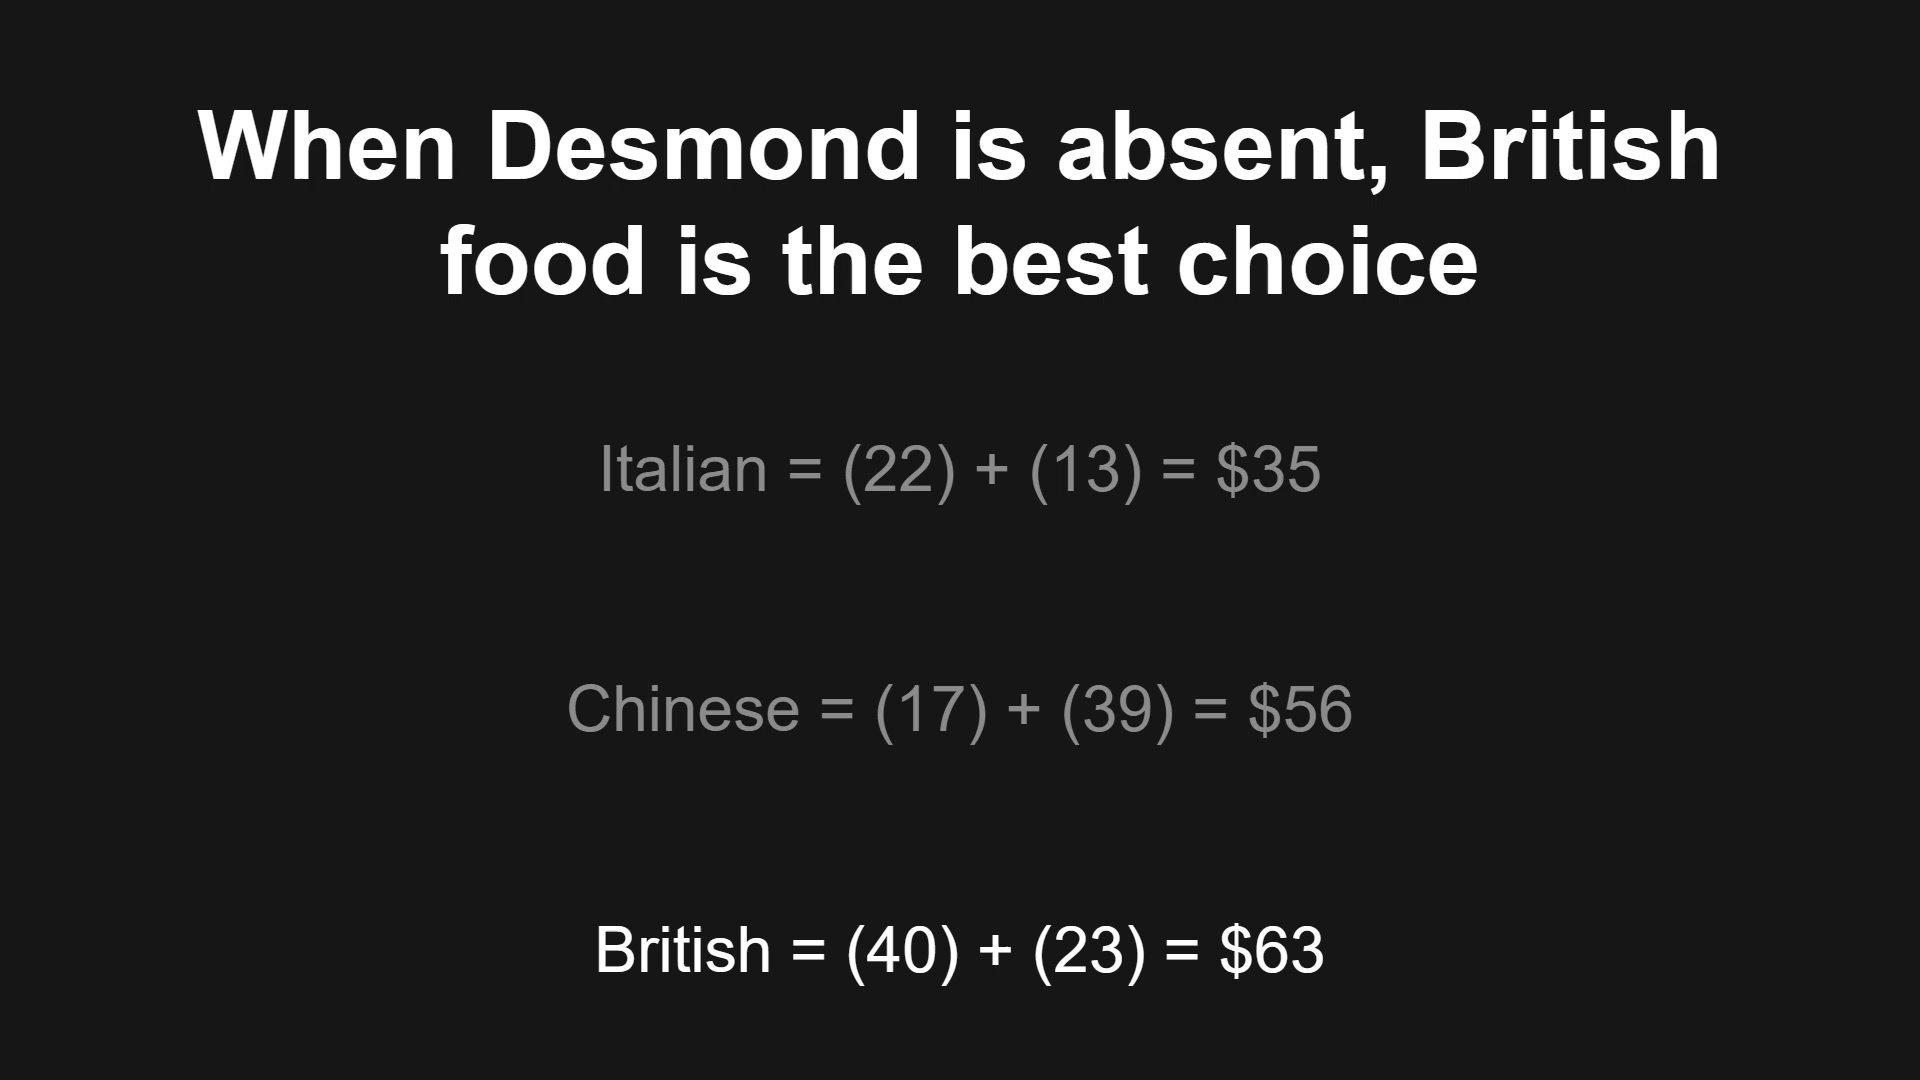 When Desmond is absent, British
food is the best choice
Italian = (22) + (13) = $35
Chinese = (17) + (39) = $56
British = (40) + (23) = $63